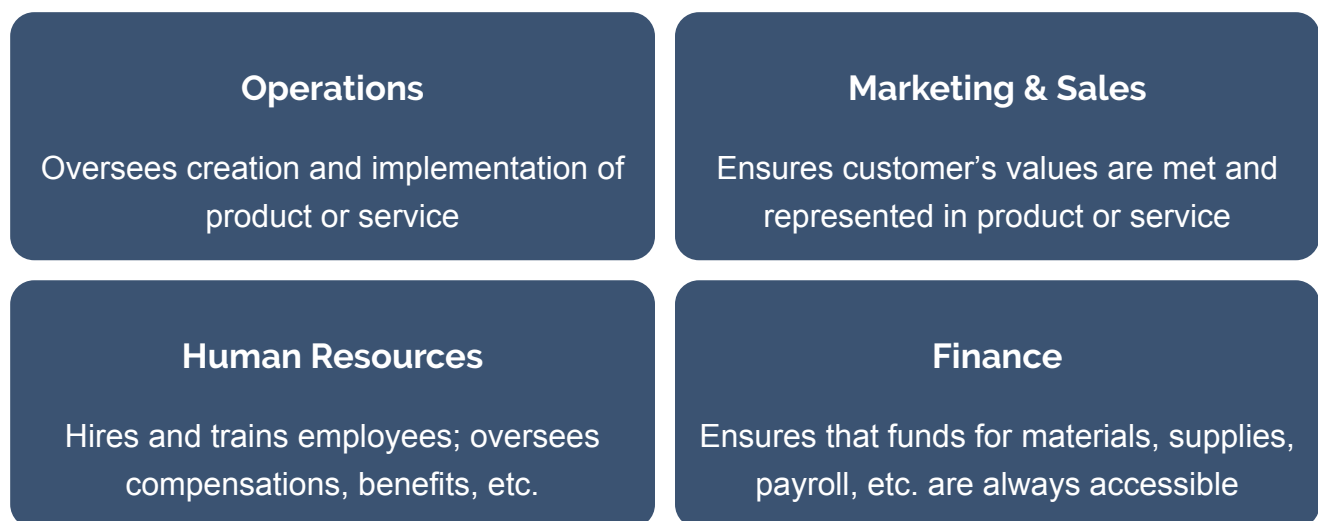 Operations
Oversees creation and implementation of
product or service
Marketing & Sales
Ensures customer’s values are met and
represented in product or service
Human Resources
Hires and trains employees; oversees
compensations, benefits, etc.
Finance
Ensures that funds for materials, supplies,
payroll, etc. are always accessible